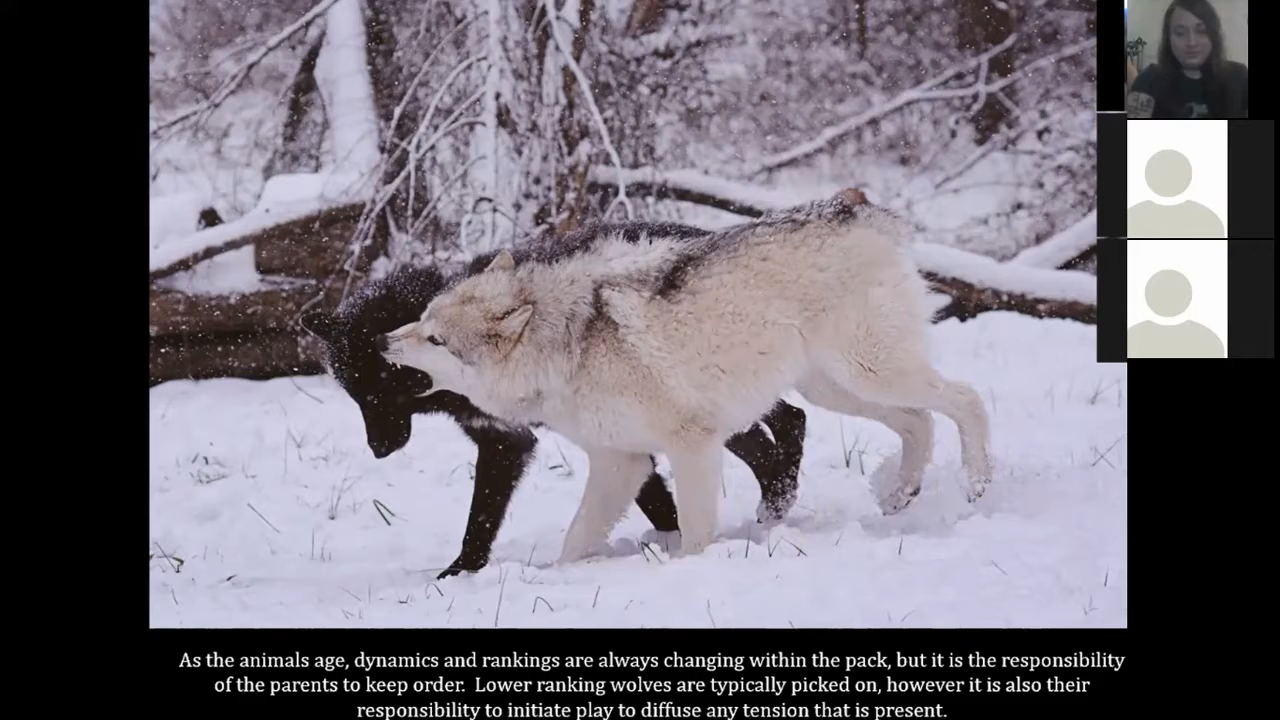 As the animals age, dynamics and rankings are always changing within the pack, but it is the responsibility
of the parents to keep order.  Lower ranking wolves are typically picked on, however it is also their
responsibility to initiate play to diffuse any tension that is present.